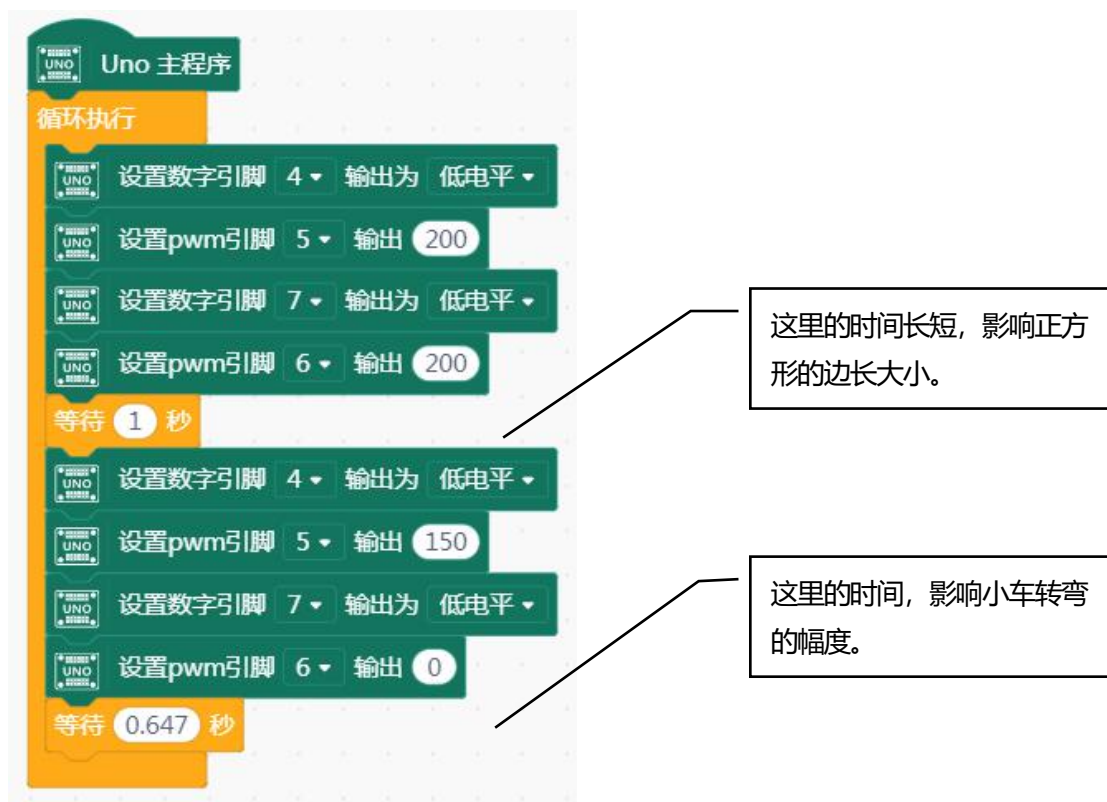 UNO Uno 主程序
循环执行
UNO 设置数字引脚 4 输出为 低电平
UNO 设置pwm引脚 5 输出 200
UNO 设置数字引脚 7 输出为 低电平
UNO 设置pwm引脚 6 输出 200
等待 1 秒
UNO 设置数字引脚 4 输出为 低电平
UNO 设置pwm引脚 5 输出 150
UNO 设置数字引脚 7 输出为 低电平
UNO 设置pwm引脚 6 输出 0
等待 0.647 秒
这里的时间长短，影响正方
形的边长大小。
这里的时间，影响小车转弯
的幅度。